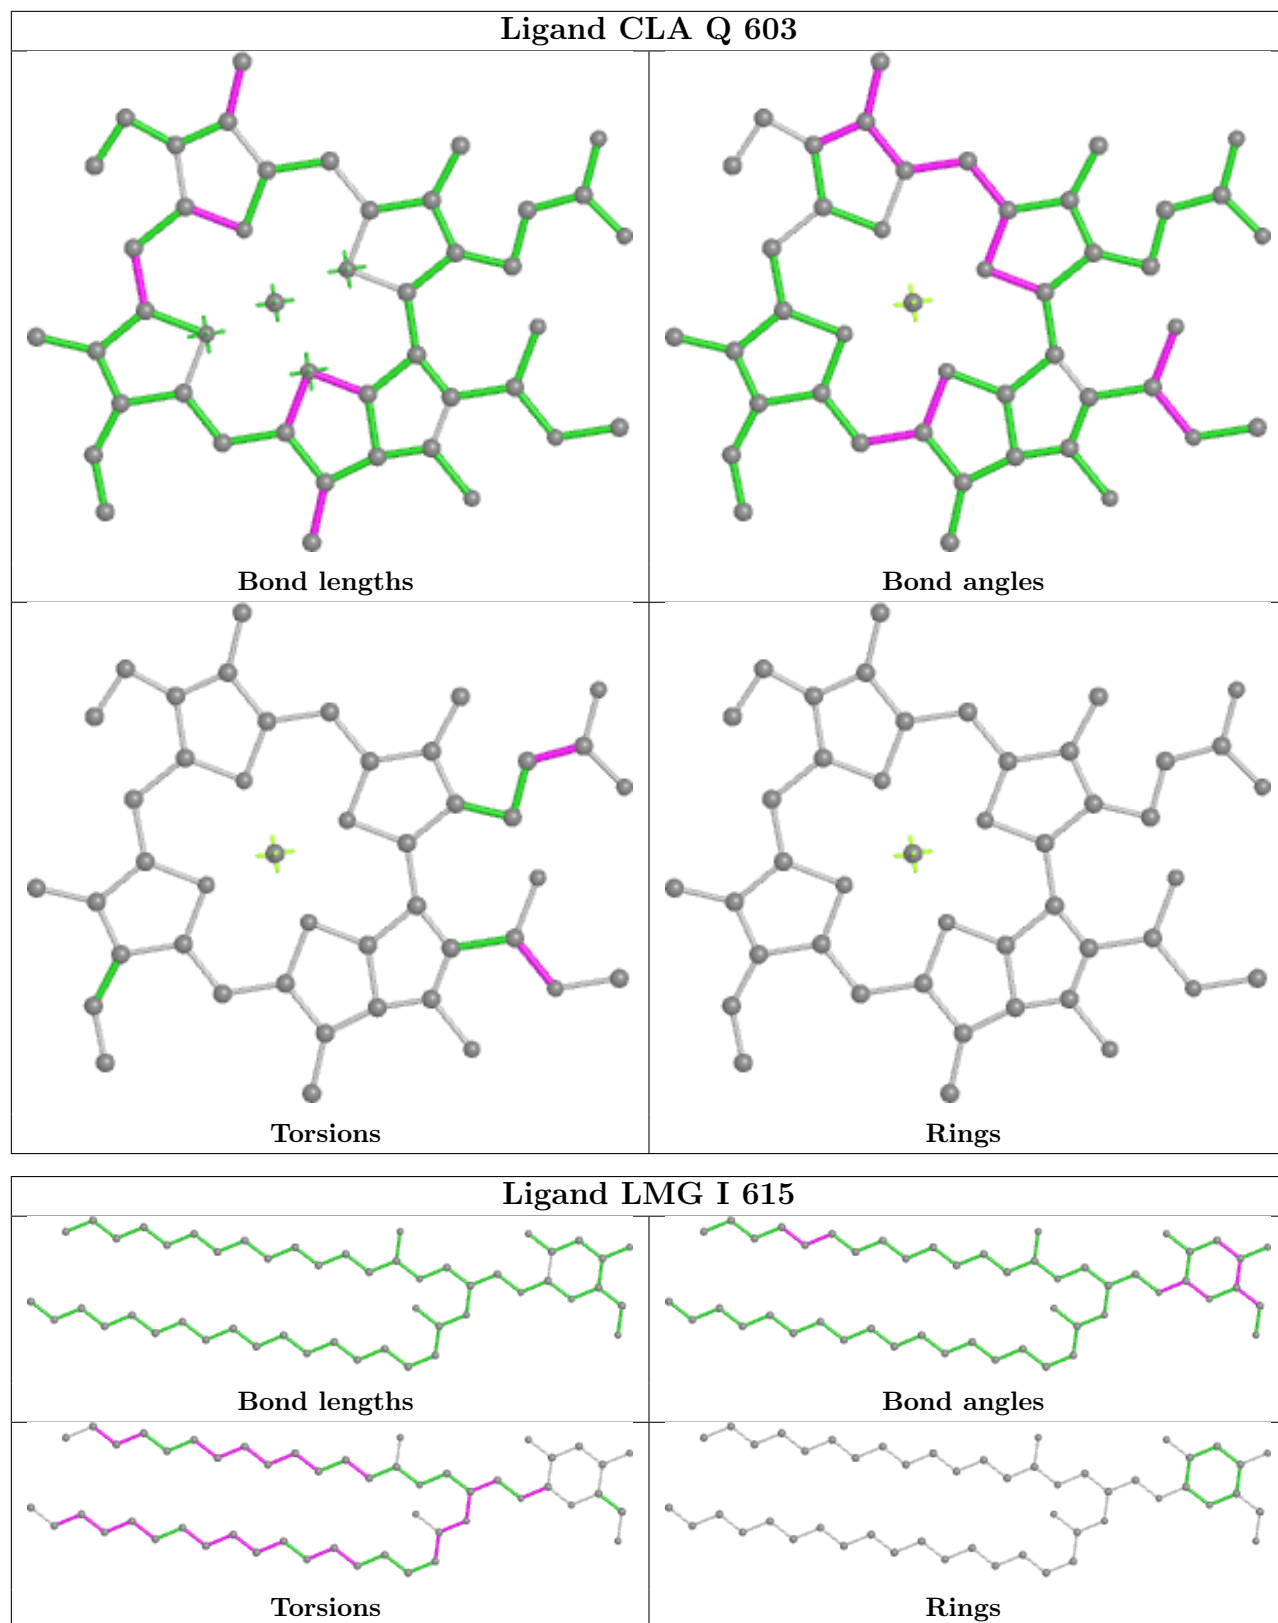 Ligand CLA Q 603
Bond lengths
Bond angles
Torsions
Rings
Ligand LMG I 615
Bond lengths
Bond angles
Torsions
Rings